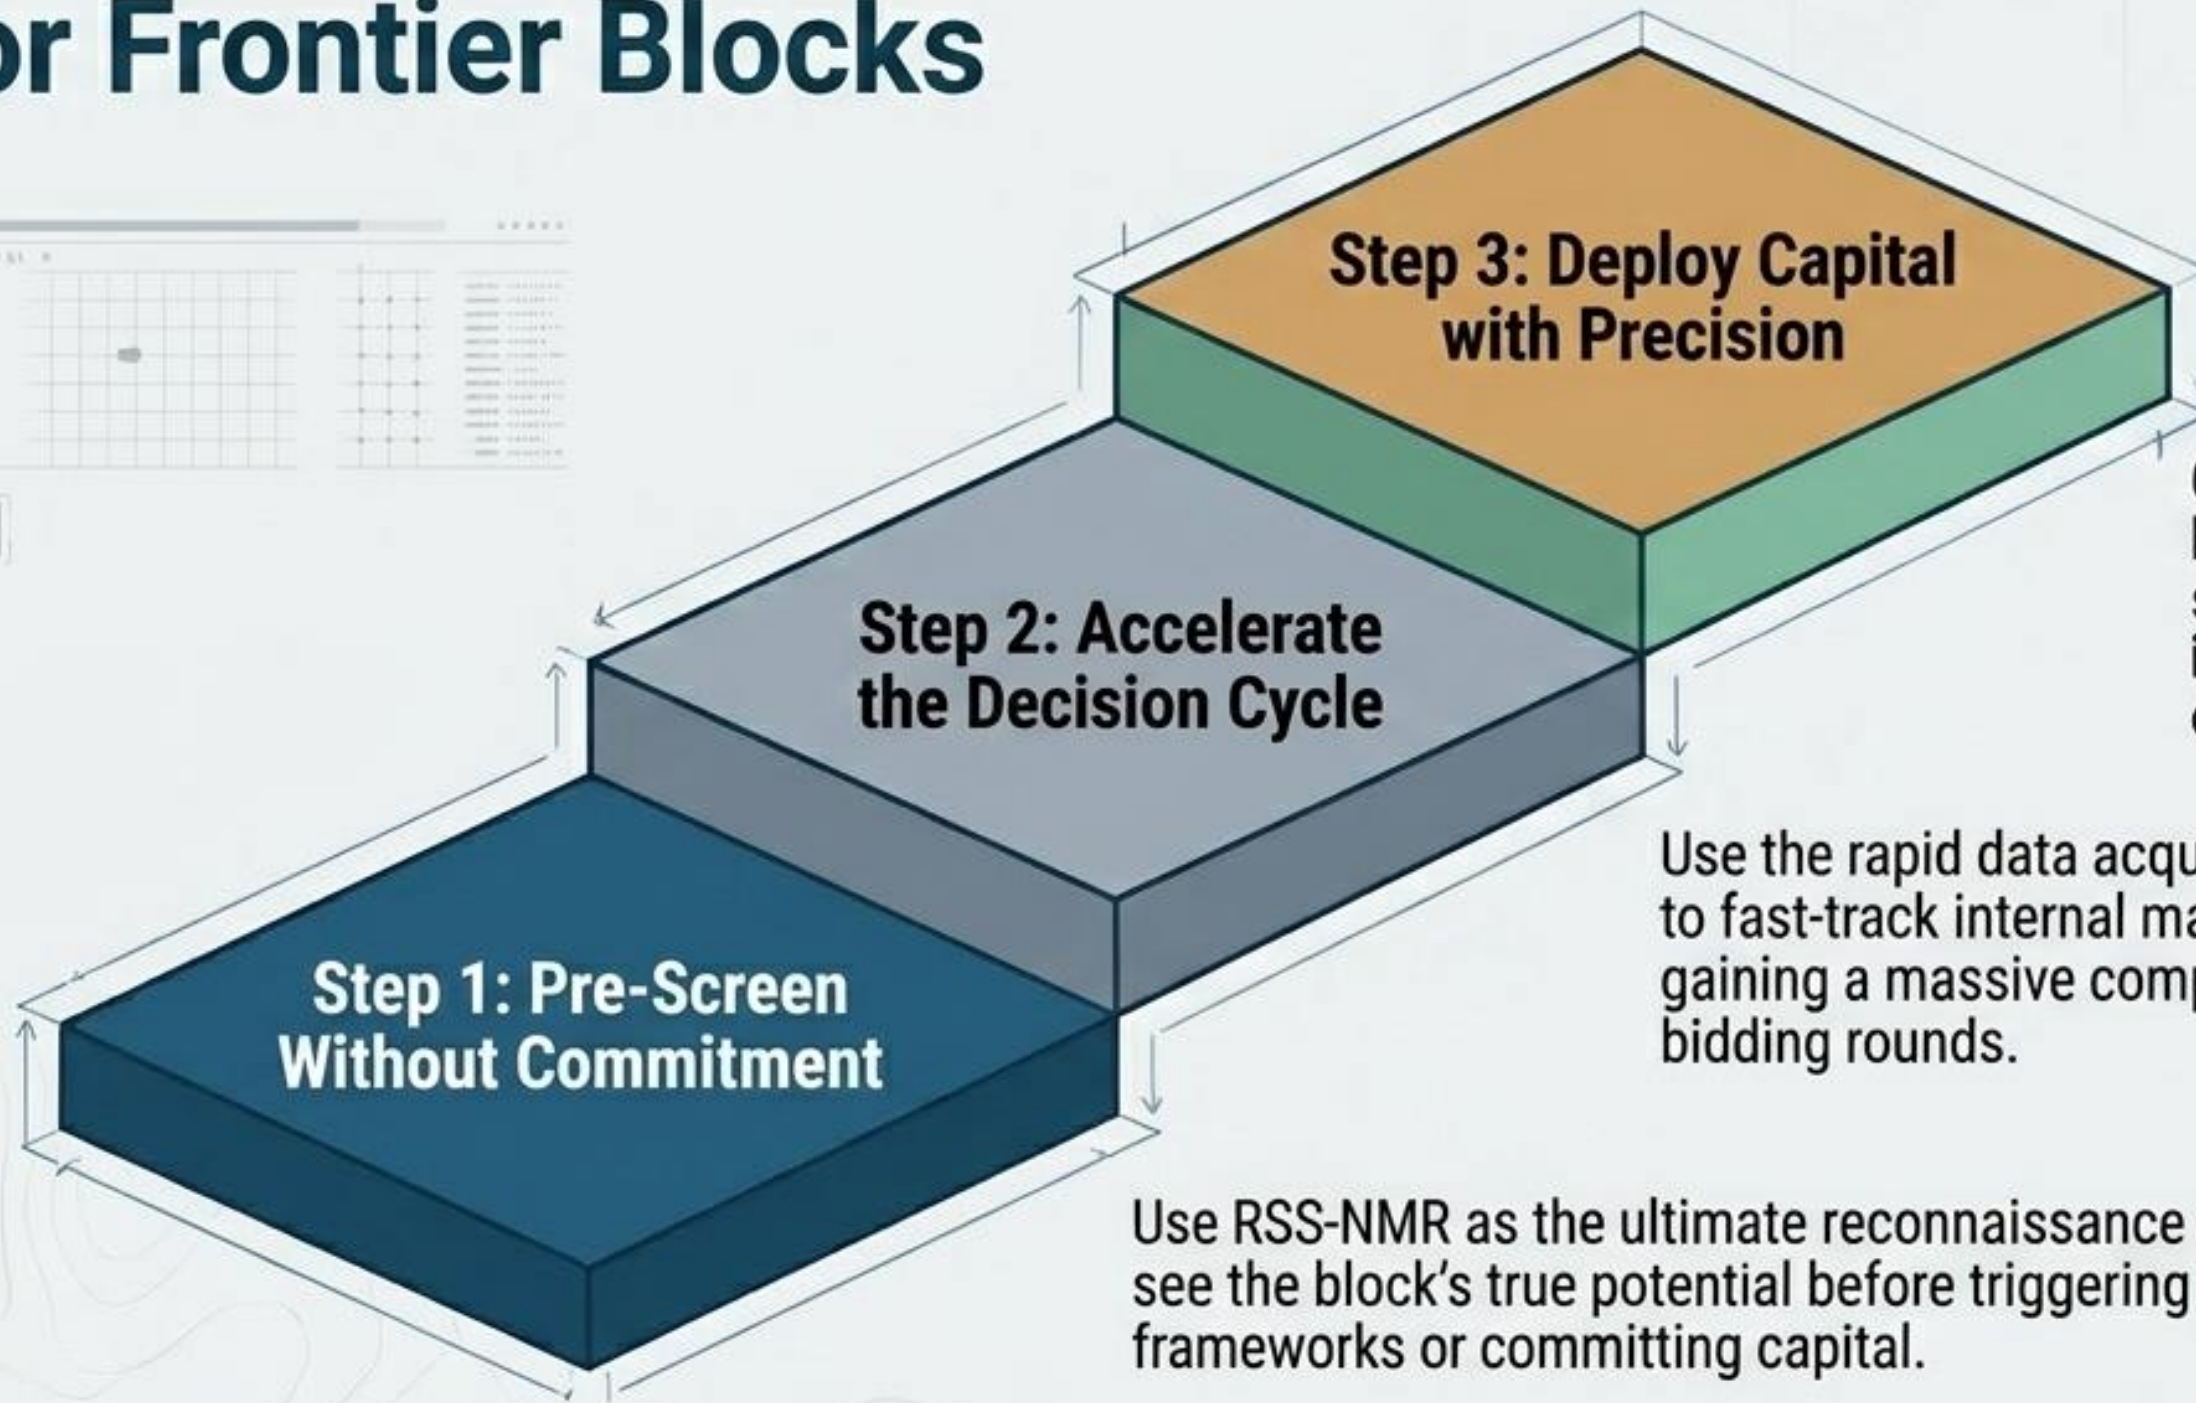 or Frontier Blocks
Step 3: Deploy Capital
with Precision
Step 2: Accelerate
the Decision Cycle
Use the rapid data acqu
to fast-track internal ma
gaining a massive comp
bidding rounds.
Step 1: Pre-Screen
Without Commitment
Use RSS-NMR as the ultimate reconnaissance
see the block's true potential before triggering
frameworks or committing capital.